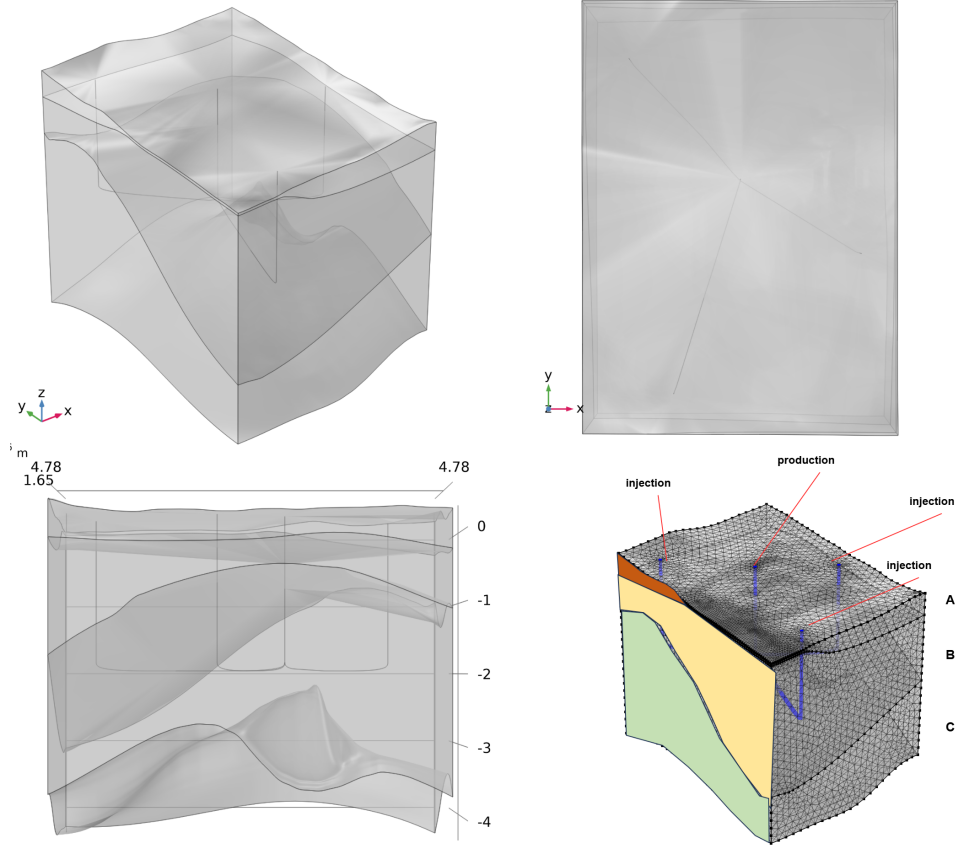 z
y
x
y
z
x
m
4.78
1.65
4.78
0
-1
-2
-3
-4
production
injection
injection
injection
A
B
C